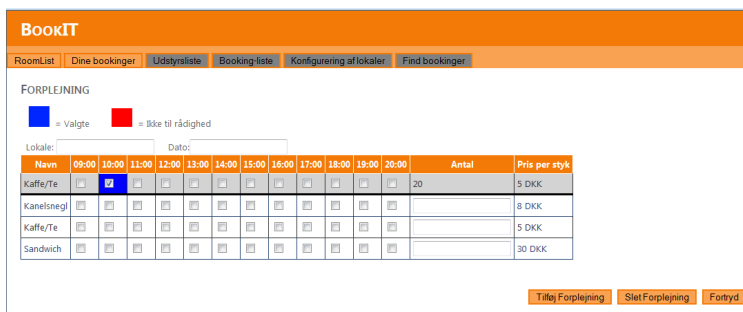 BookIT
RoomList Dine bookinger Udstyrsliste Booking-liste Konfigurering af lokaler Find bookinger
Forplejning
= Valgte = Ikke til rådighed
Lokale: Dato:
Navn 09:00 10:00 11:00 12:00 13:00 14:00 15:00 16:00 17:00 18:00 19:00 20:00 Antal Pris per styk
Kaffe/Te 20 5 DKK
Kanelsnegl 8 DKK
Kaffe/Te 5 DKK
Sandwich 30 DKK
Tilføj Forplejning Slet Forplejning Fortryd